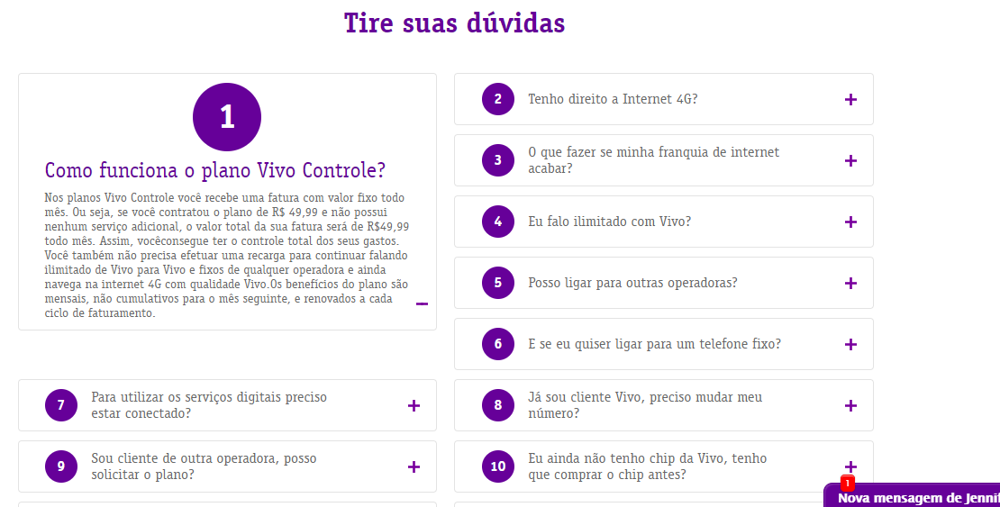 Tire suas dúvidas
1
Como funciona o plano Vivo Controle?
Nos planos Vivo Controle você recebe uma fatura com valor fixo todo
mês. Ou seja, se você contratou o plano de R$ 49,99 e não possui
nenhum serviço adicional, o valor total da sua fatura será de R$49,99
todo mês. Assim, vocêconsegue ter o controle total dos seus gastos.
Você também não precisa efetuar uma recarga para continuar falando
ilimitado de Vivo para Vivo e fixos de qualquer operadora e ainda
navega na internet 4G com qualidade Vivo.Os benefícios do plano são
mensais, não cumulativos para o mês seguinte, e renovados a cada
ciclo de faturamento.
2 Tenho direito a Internet 4G?
3 O que fazer se minha franquia de internet
acabar?
4 Eu falo ilimitado com Vivo?
5 Posso ligar para outras operadoras?
6 E se eu quiser ligar para um telefone fixo?
7 Para utilizar os serviços digitais preciso
estar conectado?
8 Já sou cliente Vivo, preciso mudar meu
número?
9 Sou cliente de outra operadora, posso
solicitar o plano?
10 Eu ainda não tenho chip da Vivo, tenho
que comprar o chip antes?
1
Nova mensagem de Jennif